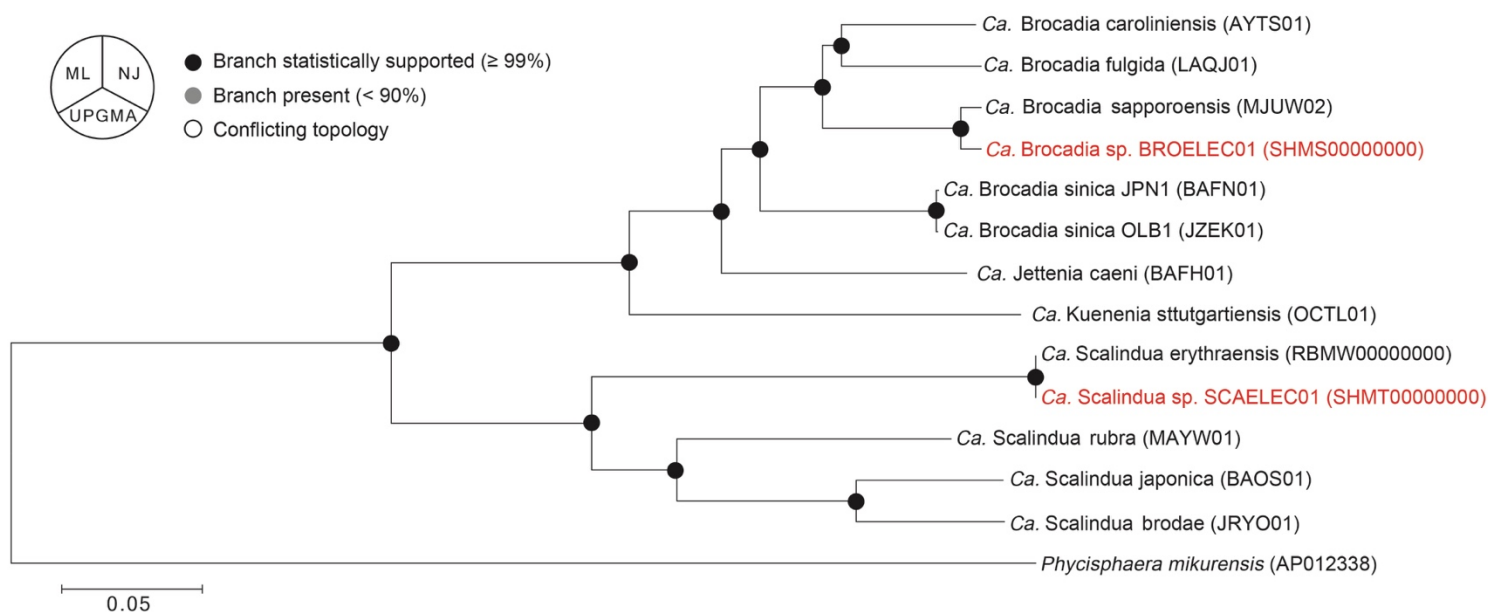 ML
NJ
UPGMA
Branch statistically supported (≥ 99%)
Branch present (< 90%)
Conflicting topology
Ca. Brocadia caroliniensis (AYTS01)
Ca. Brocadia fulgida (LAQJ01)
Ca. Brocadia sapporoensis (MJUW02)
Ca. Brocadia sp. BROELEC01 (SHMS00000000)
Ca. Brocadia sinica JPN1 (BAFN01)
Ca. Brocadia sinica OLB1 (JZEK01)
Ca. Jettenia caeni (BAFH01)
Ca. Kuenenia sttutgartiensis (OCTL01)
Ca. Scalindua erythraensis (RBMW00000000)
Ca. Scalindua sp. SCAELEC01 (SHMT00000000)
Ca. Scalindua rubra (MAYW01)
Ca. Scalindua japonica (BAOS01)
Ca. Scalindua brodae (JRYO01)
Phycisphaera mikurensis (AP012338)
0.05